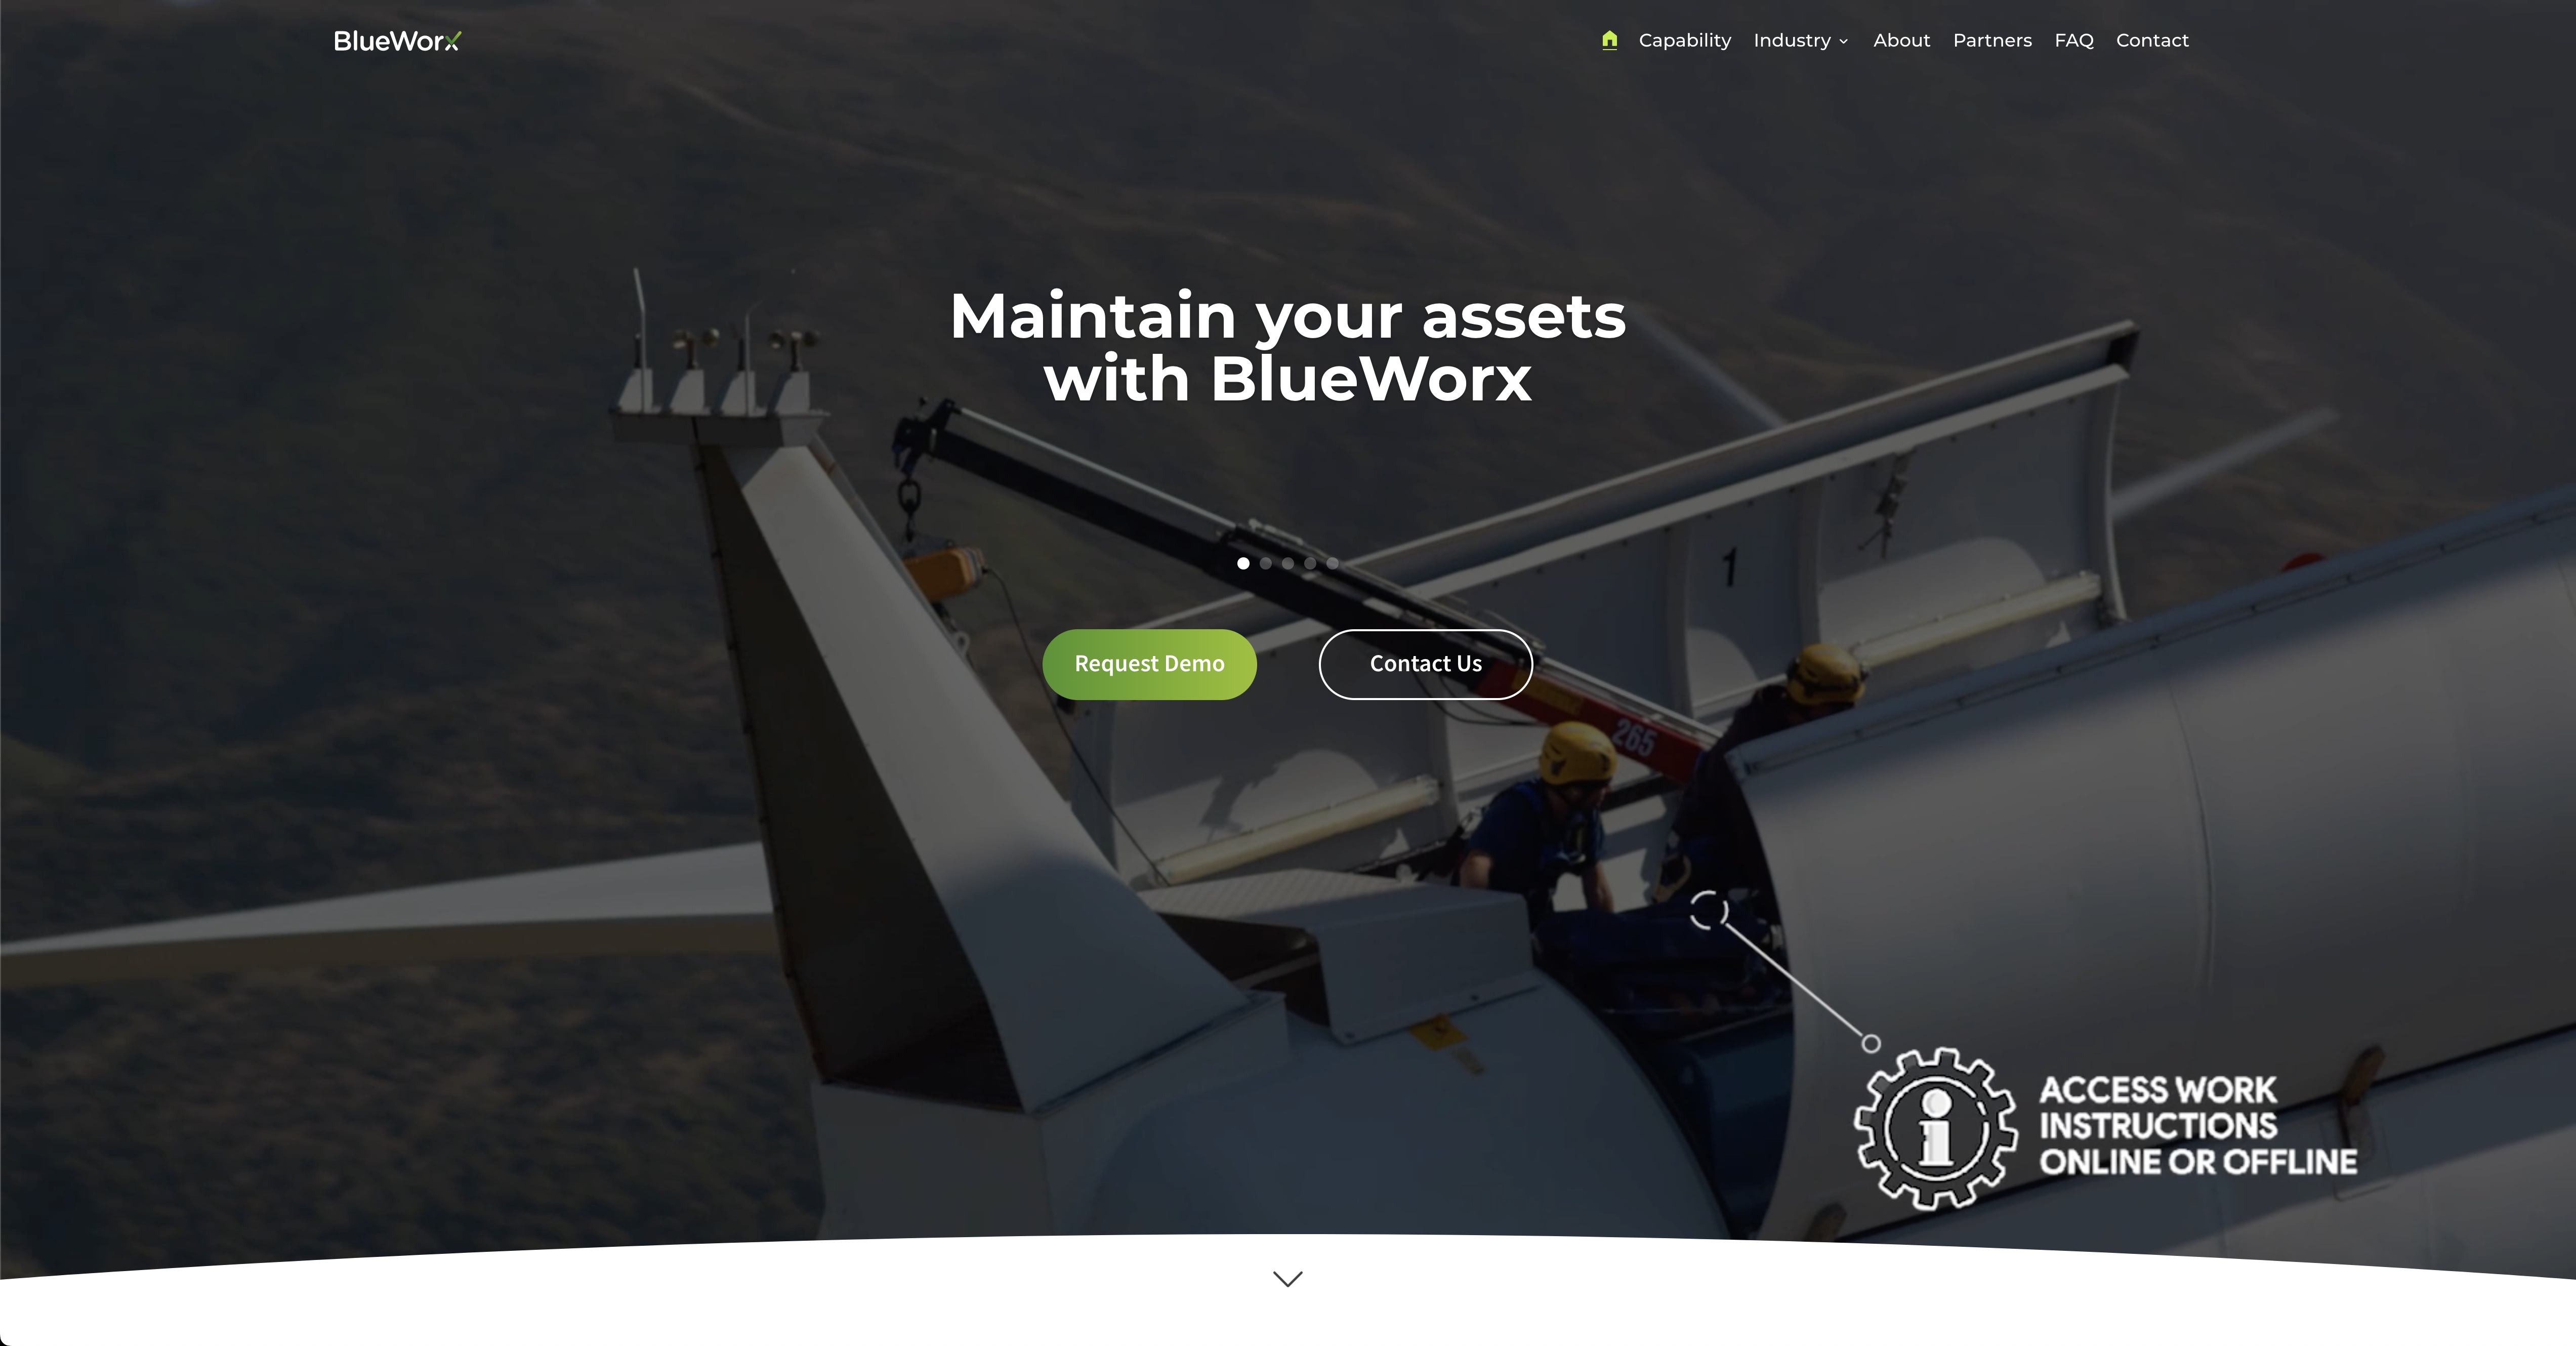 BlueWorx
Capability Industry About Partners FAQ Contact
Maintain your assets
with BlueWorx
1
Request Demo
Contact Us
265
ACCESS WORK
INSTRUCTIONS
ONLINE OR OFFLINE